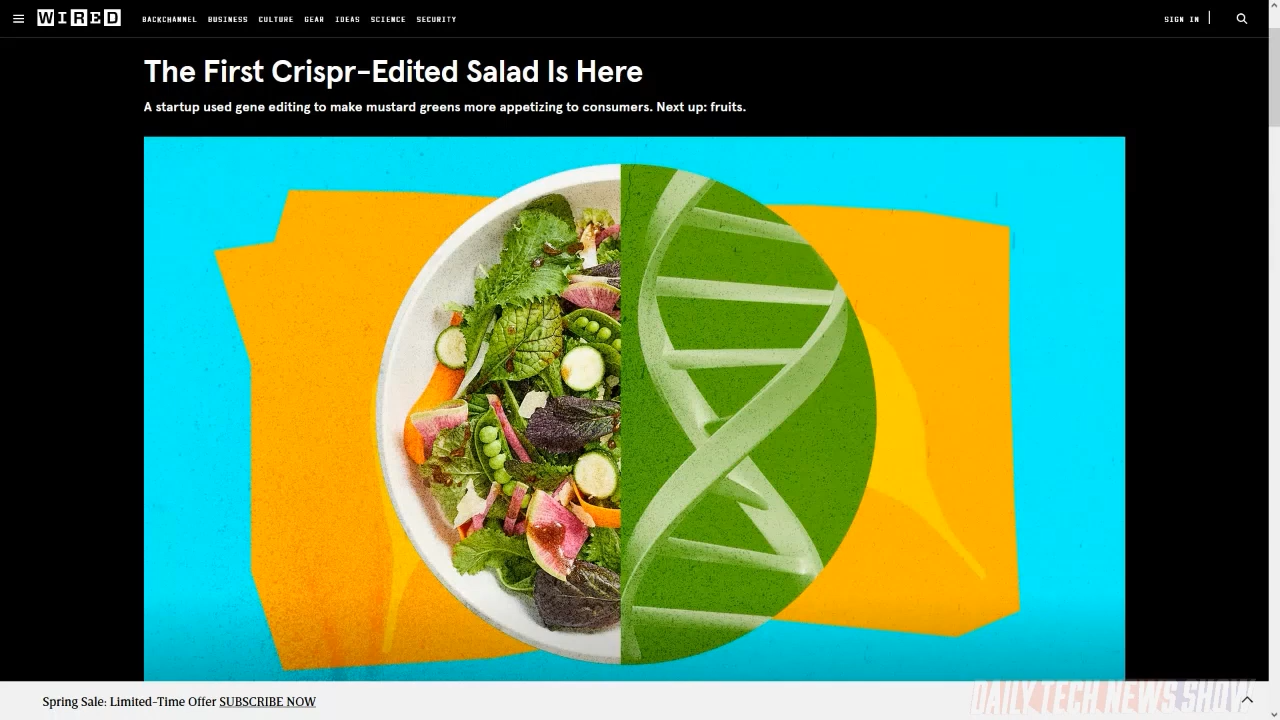 WIRED
BACKCHANNEL BUSINESS CULTURE GEAR IDEAS SCIENCE SECURITY
SIGN IN
The First Crispr-Edited Salad Is Here
A startup used gene editing to make mustard greens more appetizing to consumers. Next up: fruits.
Spring Sale: Limited-Time Offer SUBSCRIBE NOW
DAILY TECH NEWS SHOW